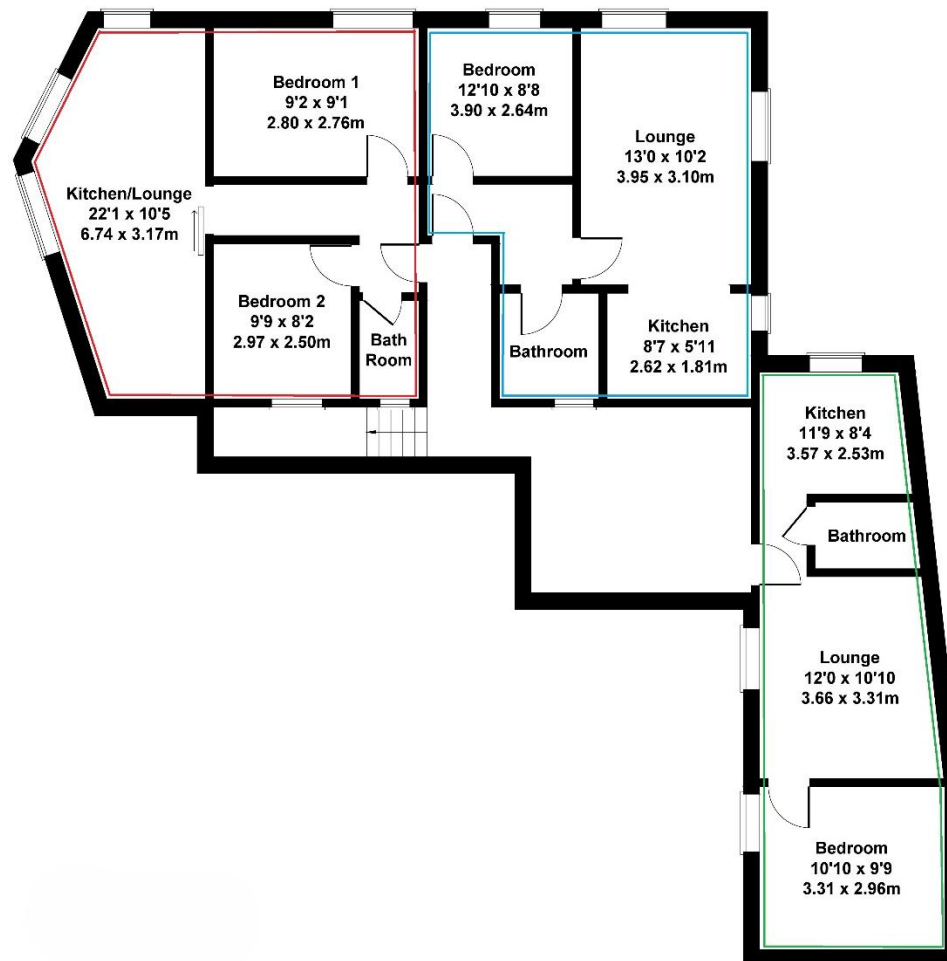 Bedroom 1
9'2 x 9'1
2.80 x 2.76m
Bedroom
12'10 x 8'8
3.90 x 2.64m
Lounge
13'0 x 10'2
3.95 x 3.10m
Kitchen/Lounge
22'1 x 10'5
6.74 x 3.17m
Bedroom 2
9'9 x 8'2
2.97 x 2.50m
Bath
Room
Bathroom
Kitchen
8'7 x 5'11
2.62 x 1.81m
Kitchen
11'9 x 8'4
3.57 x 2.53m
Bathroom
Lounge
12'0 x 10'10
3.66 x 3.31m
Bedroom
10'10 x 9'9
3.31 x 2.96m